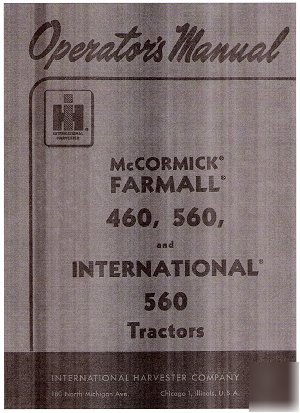 Operator's Manual
IH
INTERNATIONAL
HARVESTER
McCORMICK®
FARMALL®
460, 560,
and
INTERNATIONAL®
560
Tractors
INTERNATIONAL HARVESTER COMPANY
180 North Michigan Ave. Chicago 1, Illinois, U.S.A.